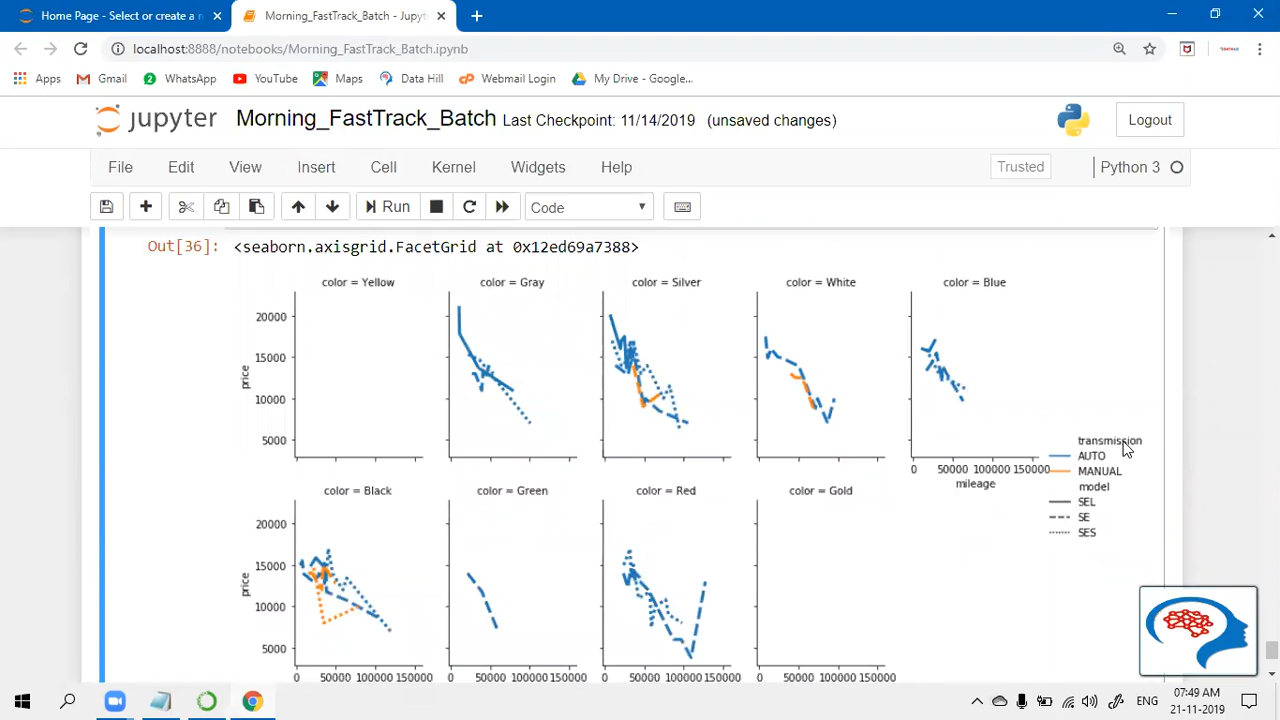 Home Page - Select or create a n
Morning_FastTrack_Batch - Jupyte
localhost:8888/notebooks/Morning_FastTrack_Batch.ipynb
Apps Gmail WhatsApp YouTube Maps Data Hill Webmail Login My Drive - Google...
jupyter Morning_FastTrack_Batch Last Checkpoint: 11/14/2019 (unsaved changes) Logout
File Edit View Insert Cell Kernel Widgets Help Trusted Python 3
Run Code
Out[36]: <seaborn.axisgrid.FacetGrid at 0x12ed69a7388>
color = Yellow color = Gray color = Silver color = White color = Blue
20000
15000
price
10000
5000
transmission
AUTO
MANUAL
model
SEL
SE
SES
0 50000 100000 150000
mileage
color = Black color = Green color = Red color = Gold
20000
15000
price
10000
5000
0 50000 100000 150000 0 50000 100000 150000 0 50000 100000 150000 0 50000 100000 150000
ENG
07:49 AM
21-11-2019